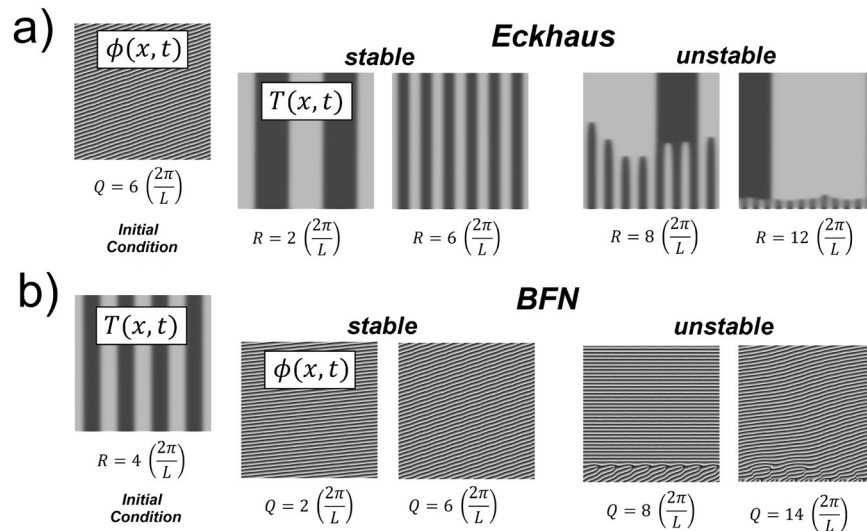 a)
ϕ(x, t)
Q = 6 (2π/L)
Initial
Condition
Eckhaus
stable
unstable
T(x, t)
R = 2 (2π/L)
R = 6 (2π/L)
R = 8 (2π/L)
R = 12 (2π/L)
b)
T(x, t)
R = 4 (2π/L)
Initial
Condition
BFN
stable
unstable
ϕ(x, t)
Q = 2 (2π/L)
Q = 6 (2π/L)
Q = 8 (2π/L)
Q = 14 (2π/L)